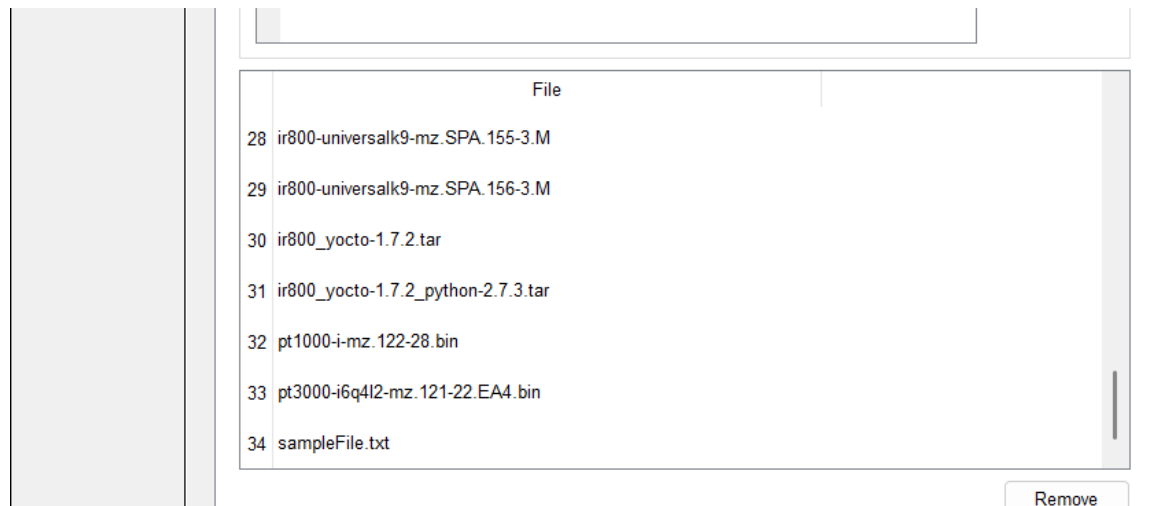 File
28 ir800-universalk9-mz.SPA.155-3.M
29 ir800-universalk9-mz.SPA.156-3.M
30 ir800_yocto-1.7.2.tar
31 ir800_yocto-1.7.2_python-2.7.3.tar
32 pt1000-i-mz.122-28.bin
33 pt3000-i6q4l2-mz.121-22.EA4.bin
34 sampleFile.txt
Remove